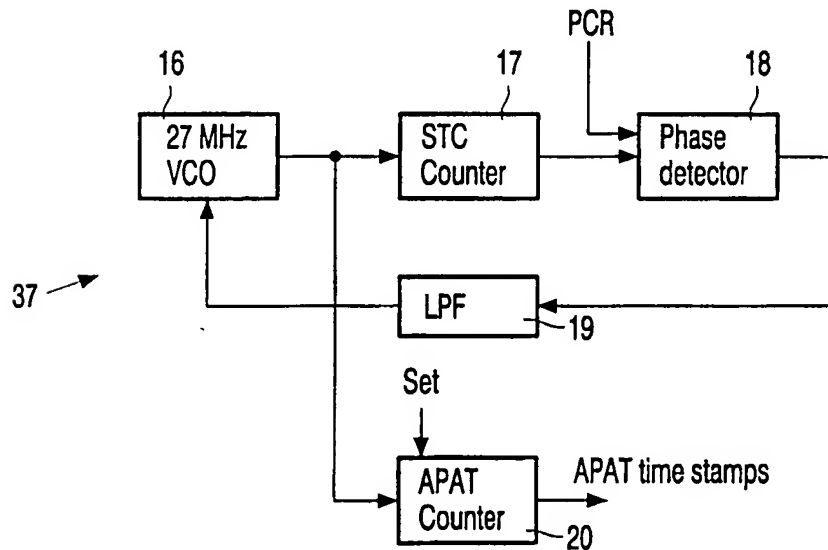 PCR
16
17
18
27 MHz
VCO
STC
Counter
Phase
detector
37
LPF
19
Set
APAT
Counter
APAT time stamps
20